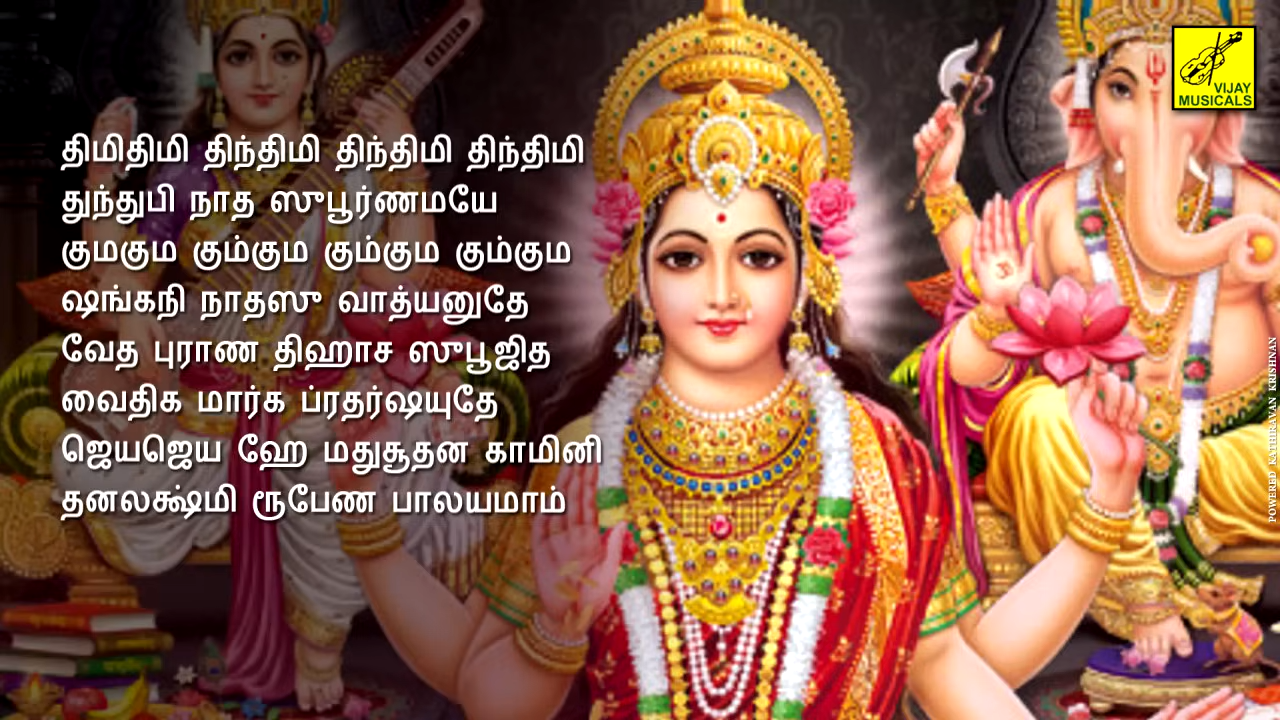 திமிதிமி திந்திமி திந்திமி திந்திமி
துந்துபி நாத ஸுபூர்ணமயே
குமகும கும்கும கும்கும கும்கும
ஷங்கநி நாதஸு வாத்யனுதே
வேத புராண திஹாச ஸுபூஜித
வைதிக மார்க ப்ரதர்ஷயுதே
ஜெயஜெய ஹே மதுசூதன காமினி
தனலக்ஷ்மி ரூபேண பாலயமாம்
VIJAY
MUSICALS
POWERED KATHIRAVAN KRISHNAN